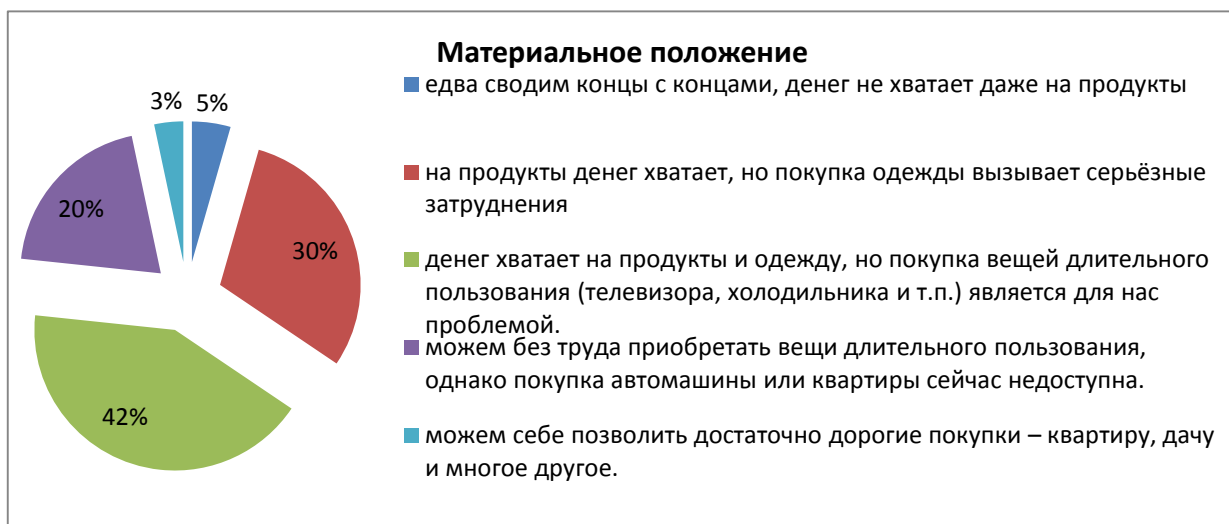 Материальное положение
едва сводим концы с концами, денег не хватает даже на продукты
на продукты денег хватает, но покупка одежды вызывает серьёзные
затруднения
денег хватает на продукты и одежду, но покупка вещей длительного
пользования (телевизора, холодильника и т.п.) является для нас
проблемой.
можем без труда приобретать вещи длительного пользования,
однако покупка автомашины или квартиры сейчас недоступна.
можем себе позволить достаточно дорогие покупки – квартиру, дачу
и многое другое.
3%
5%
20%
30%
42%